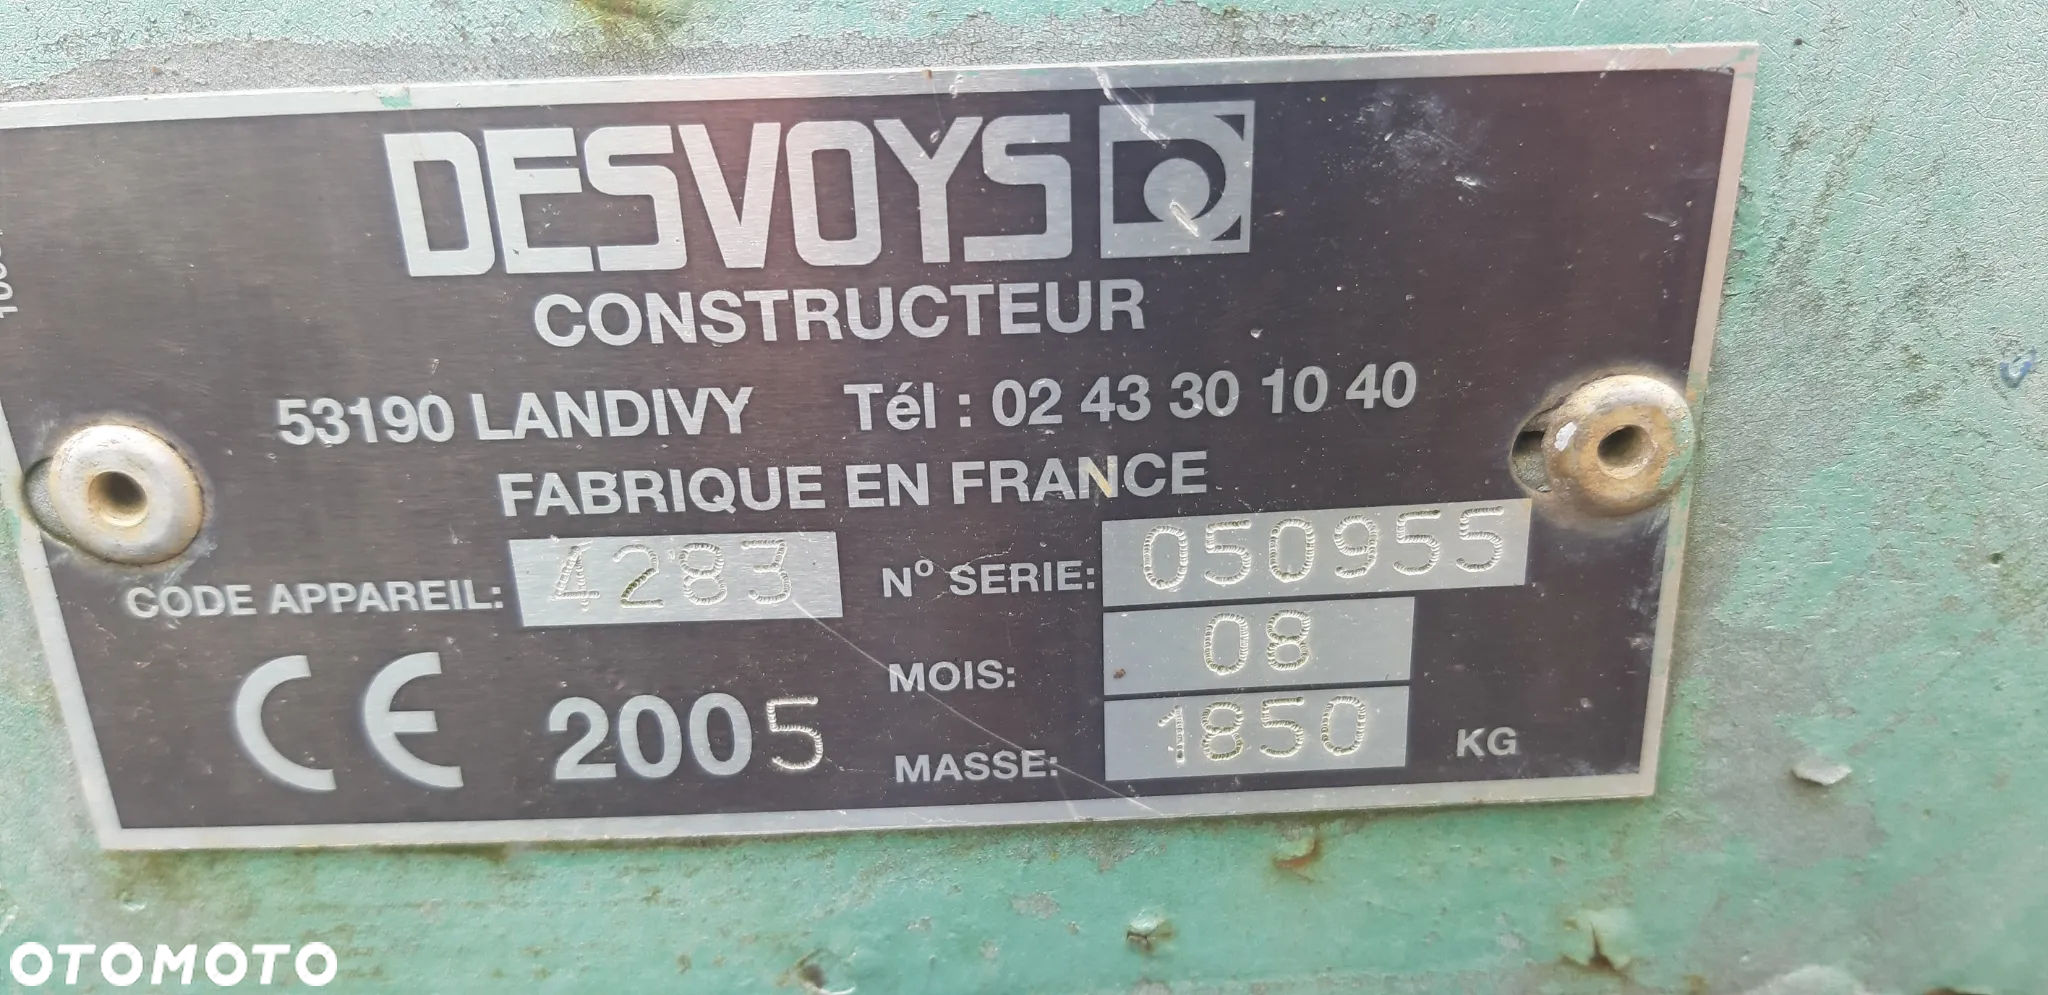 DESVOYS
CONSTRUCTEUR
53190 LANDIVY Tél : 02 43 30 10 40
FABRIQUE EN FRANCE
CODE APPAREIL: 4283 Nº SERIE: 050955
MOIS: 08
CE 2005
MASSE: 1850 KG
OTOMOTO